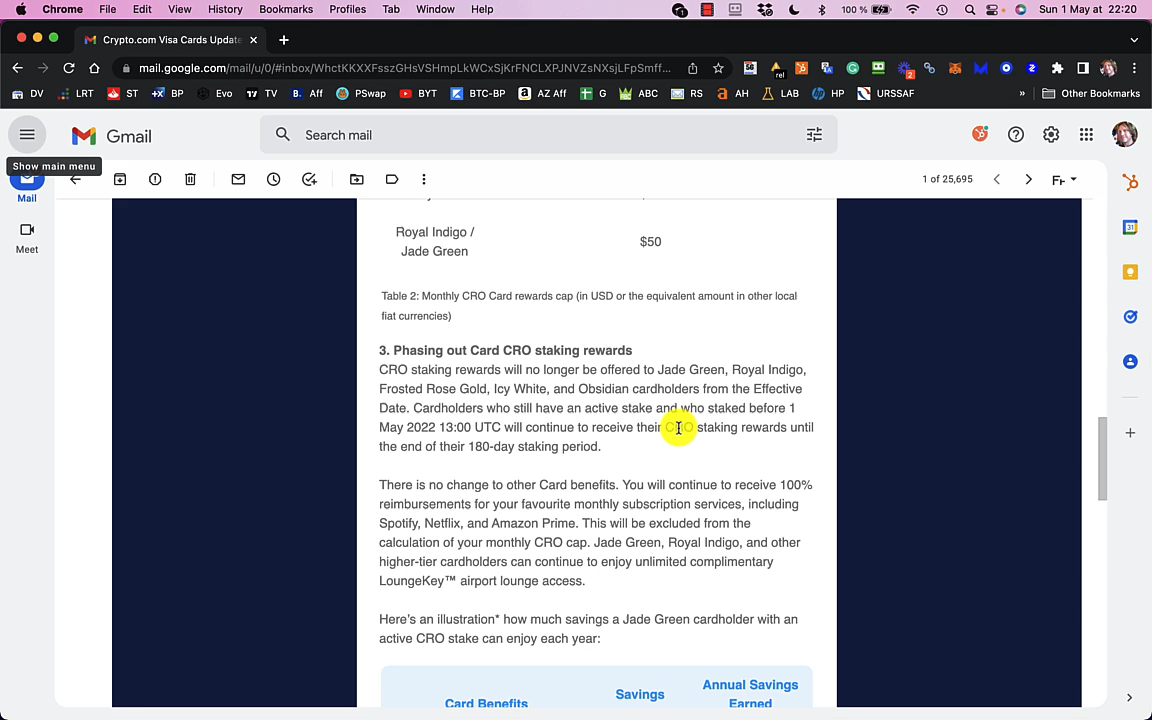 Chrome File Edit View History Bookmarks Profiles Tab Window Help 100 % Sun 1 May at 22:20
Crypto.com Visa Cards Update
mail.google.com/mail/u/0/#inbox/WhctKKXXFsszGHsVSHmpLkWCxSjKrFNCLXPJNVZsNXsjLFpSmff...
DV LRT ST BP Evo TV Aff PSwap BYT BTC-BP AZ Aff G ABC RS AH LAB HP URSSAF » Other Bookmarks
Gmail Search mail
Show main menu
1 of 25,695
Mail
Meet
Royal Indigo /
Jade Green
$50
Table 2: Monthly CRO Card rewards cap (in USD or the equivalent amount in other local
fiat currencies)
3. Phasing out Card CRO staking rewards
CRO staking rewards will no longer be offered to Jade Green, Royal Indigo,
Frosted Rose Gold, Icy White, and Obsidian cardholders from the Effective
Date. Cardholders who still have an active stake and who staked before 1
May 2022 13:00 UTC will continue to receive their CRO staking rewards until
the end of their 180-day staking period.
There is no change to other Card benefits. You will continue to receive 100%
reimbursements for your favourite monthly subscription services, including
Spotify, Netflix, and Amazon Prime. This will be excluded from the
calculation of your monthly CRO cap. Jade Green, Royal Indigo, and other
higher-tier cardholders can continue to enjoy unlimited complimentary
LoungeKey™ airport lounge access.
Here's an illustration* how much savings a Jade Green cardholder with an
active CRO stake can enjoy each year:
Card Benefits
Savings
Annual Savings
Earned